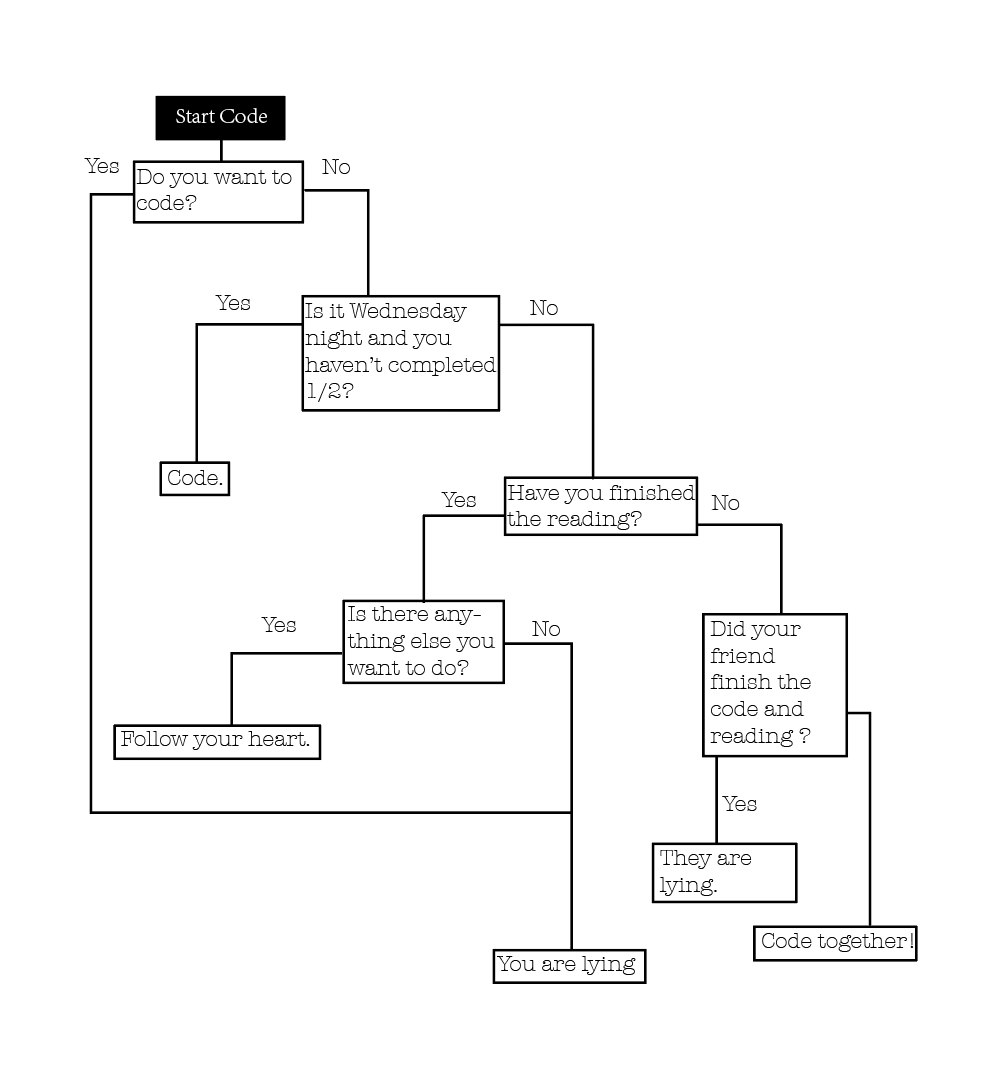 Start Code
Yes
No
Do you want to
code?
Yes
No
Is it Wednesday
night and you
haven't completed
1/2?
Code.
Yes
No
Have you finished
the reading?
Yes
No
Is there any-
thing else you
want to do?
Did your
friend
finish the
code and
reading ?
Follow your heart.
Yes
They are
lying.
Code together!
You are lying